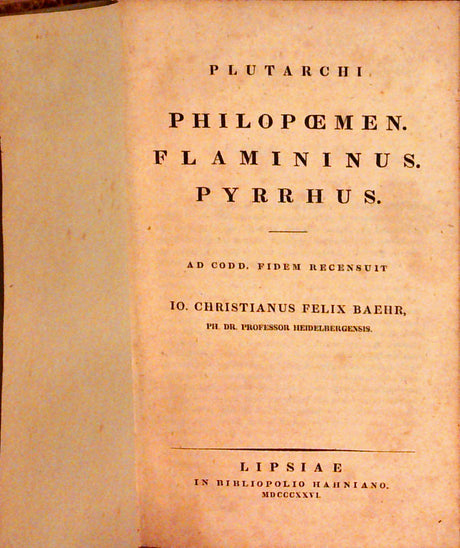 PLUTARCHI
PHILOPŒMEN.
FLAMININUS.
PYRRHUS.
AD CODD. FIDEM RECENSUIT
IO. CHRISTIANUS FELIX BAEHR,
PH. DR. PROFESSOR HEIDELBERGENSIS.
LIPSIAE
IN BIBLIOPOLIO HAHNIANO.
MDCCCXXVI.